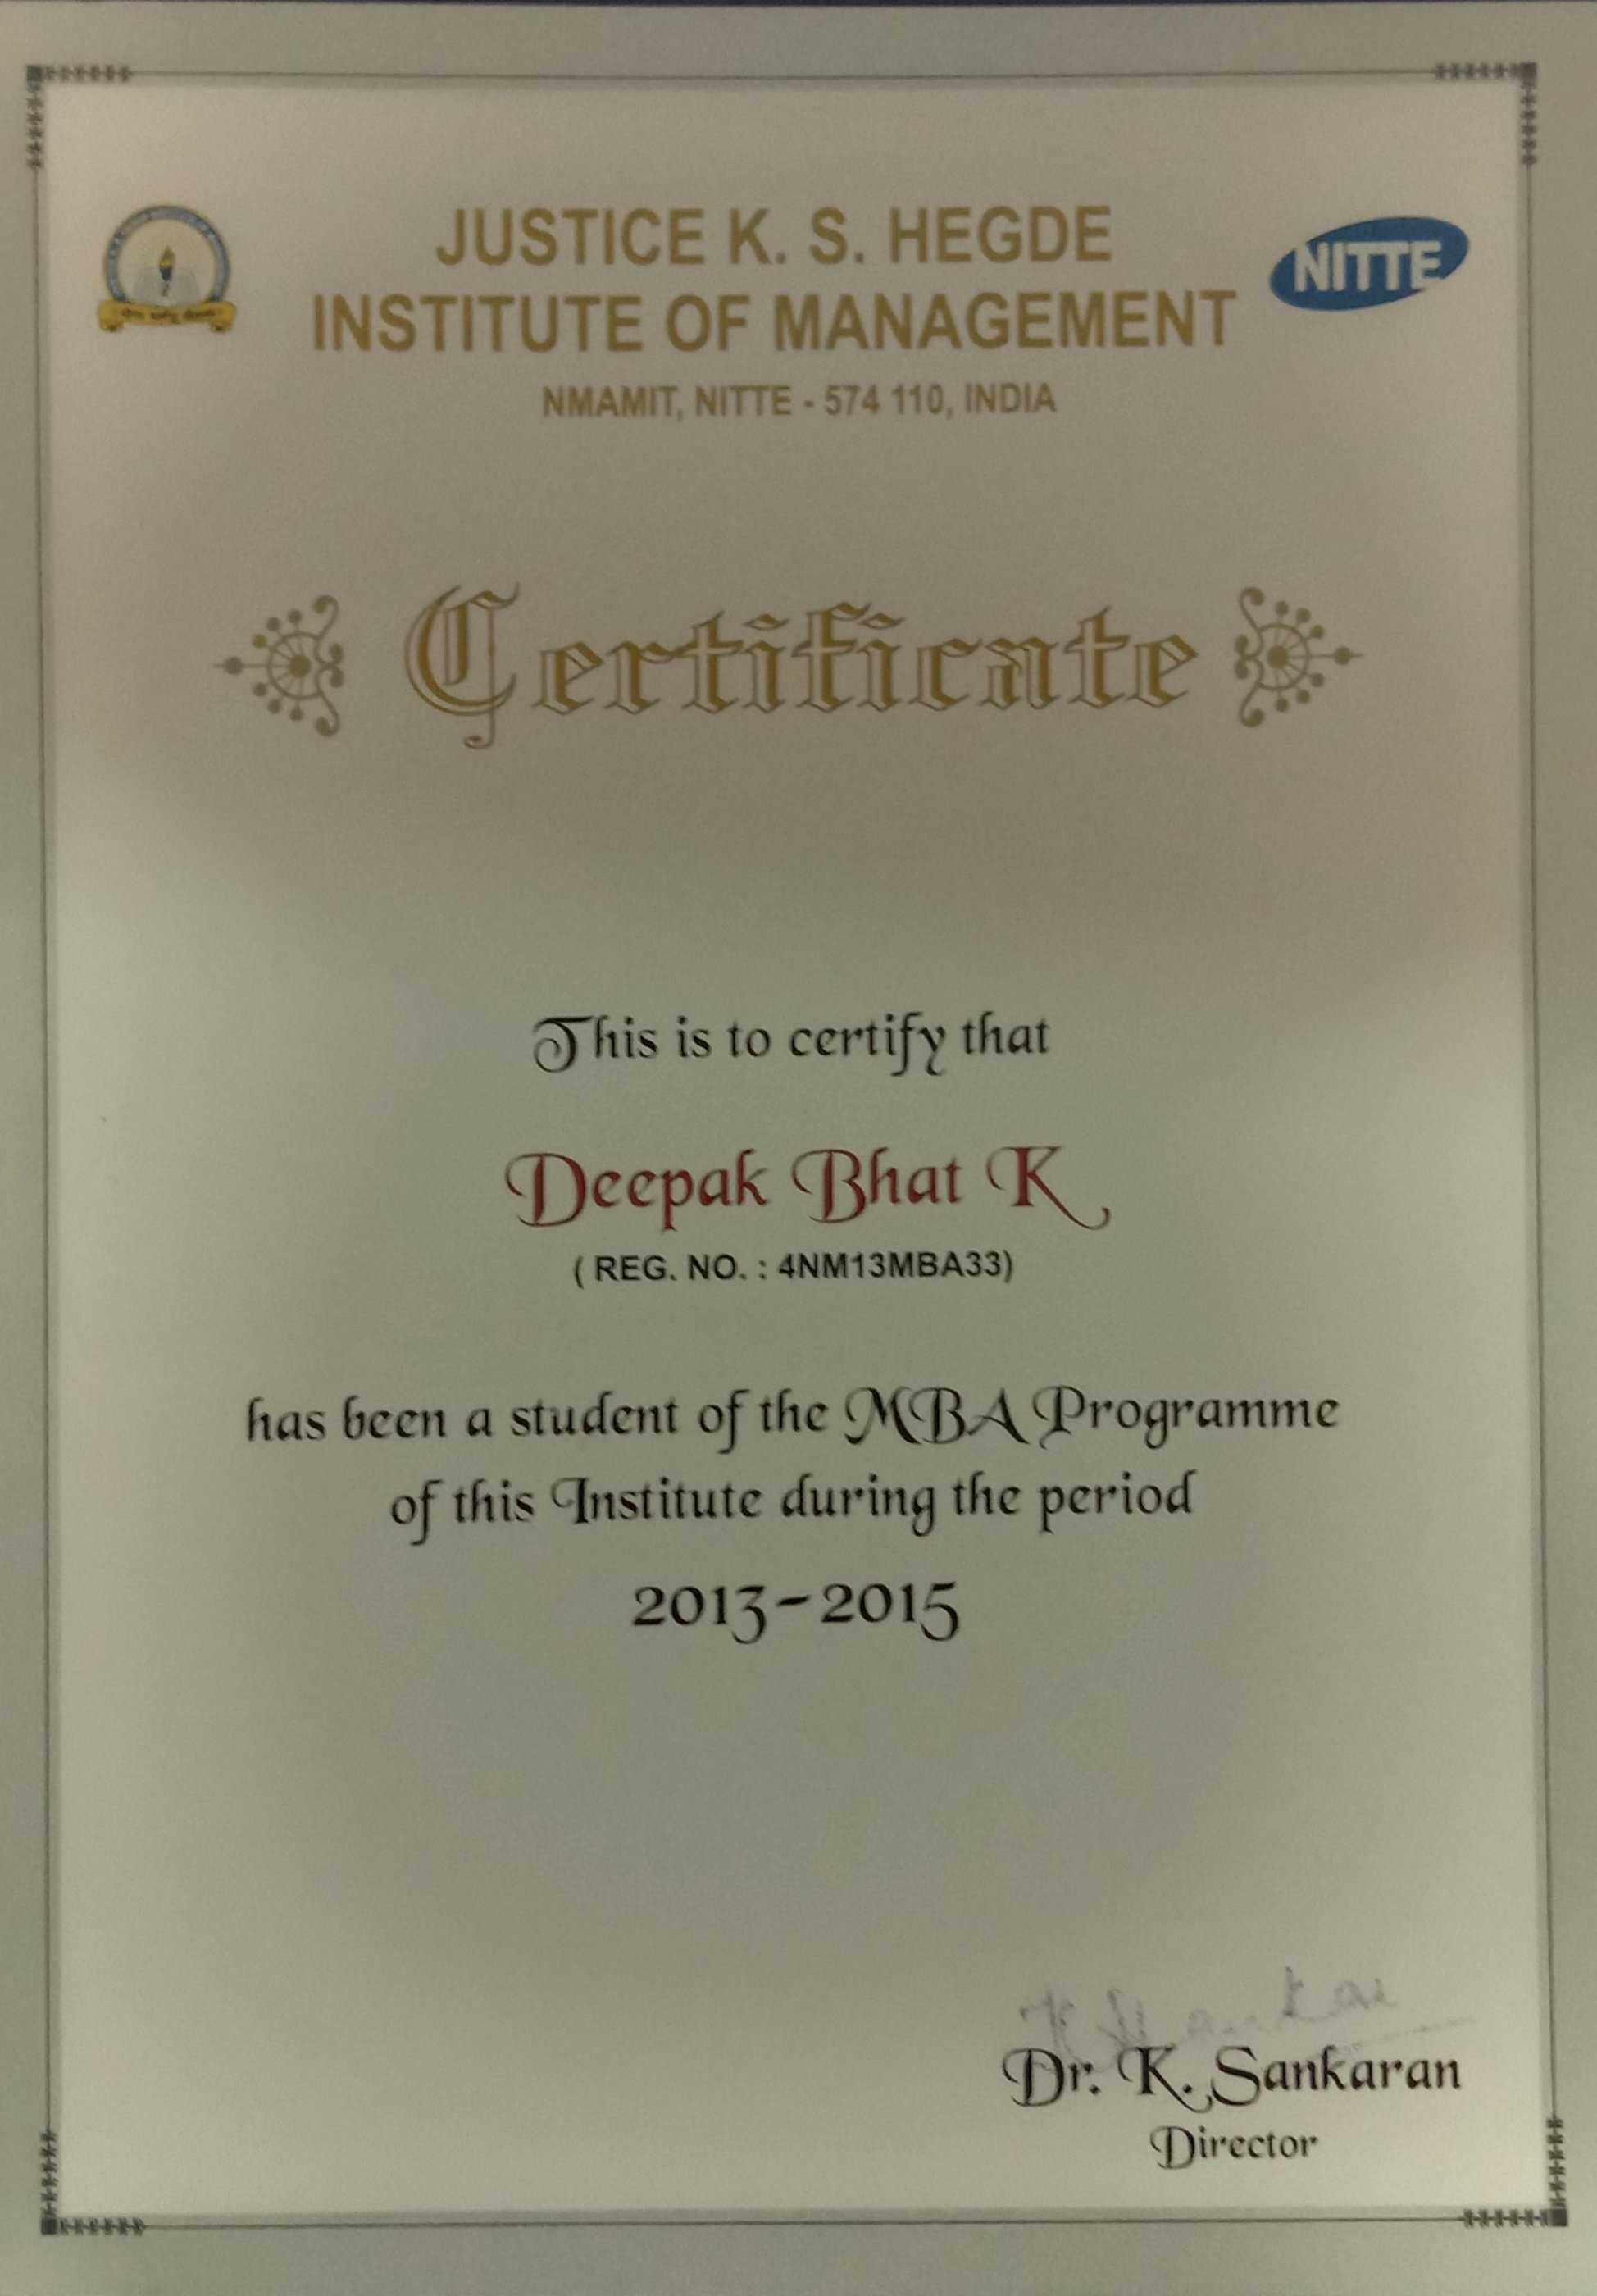 JUSTICE K. S. HEGDE
INSTITUTE OF MANAGEMENT
NITTE
NMAMIT, NITTE - 574 110, INDIA
Certificate
This is to certify that
Deepak Bhat K
( REG. NO. : 4NM13MBA33)
has been a student of the MBA Programme
of this Institute during the period
2013-2015
Dr. K. Sankaran
Director